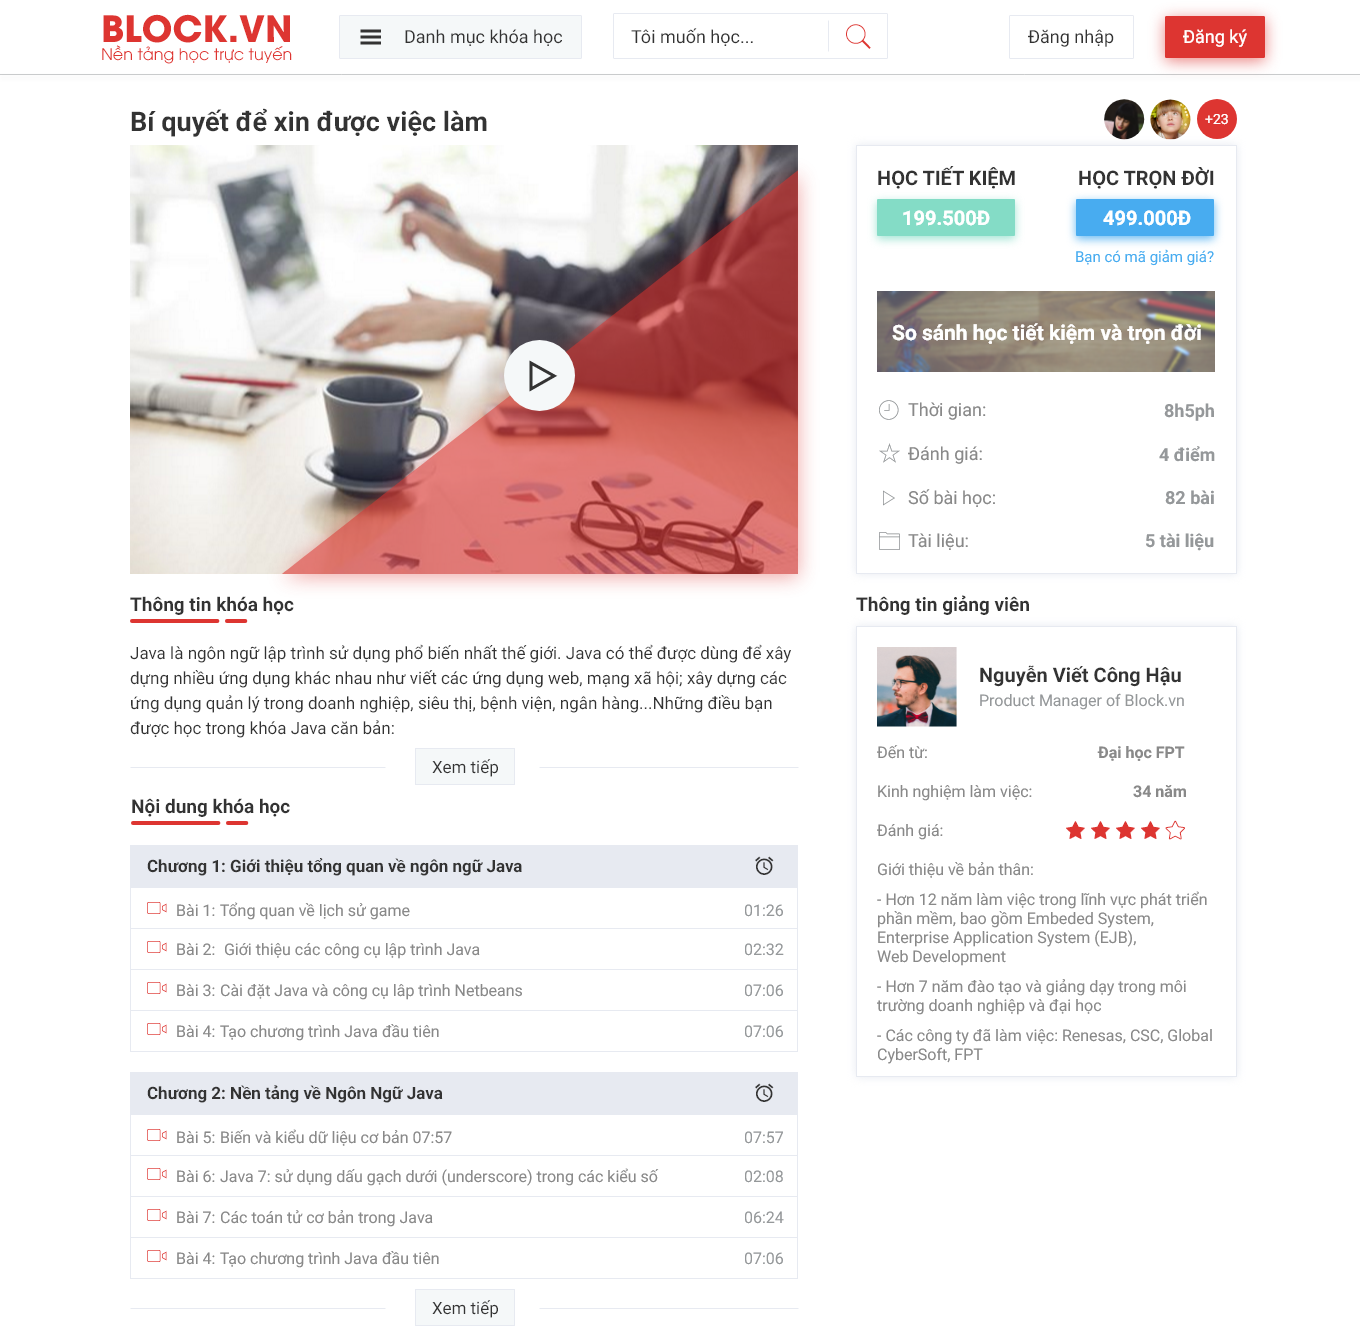 BLOCK.VN
Nền tảng học trực tuyến
Danh mục khóa học
Tôi muốn học...
Đăng nhập
Đăng ký
Bí quyết để xin được việc làm
+23
HỌC TIẾT KIỆM
HỌC TRỌN ĐỜI
199.500Đ
499.000Đ
Bạn có mã giảm giá?
So sánh học tiết kiệm và trọn đời
Thời gian: 8h5ph
Đánh giá: 4 điểm
Số bài học: 82 bài
Tài liệu: 5 tài liệu
Thông tin khóa học
Java là ngôn ngữ lập trình sử dụng phổ biến nhất thế giới. Java có thể được dùng để xây
dựng nhiều ứng dụng khác nhau như viết các ứng dụng web, mạng xã hội; xây dựng các
ứng dụng quản lý trong doanh nghiệp, siêu thị, bệnh viện, ngân hàng...Những điều bạn
được học trong khóa Java căn bản:
Xem tiếp
Nội dung khóa học
Chương 1: Giới thiệu tổng quan về ngôn ngữ Java
Bài 1: Tổng quan về lịch sử game 01:26
Bài 2:  Giới thiệu các công cụ lập trình Java 02:32
Bài 3: Cài đặt Java và công cụ lâp trình Netbeans 07:06
Bài 4: Tạo chương trình Java đầu tiên 07:06
Chương 2: Nền tảng về Ngôn Ngữ Java
Bài 5: Biến và kiểu dữ liệu cơ bản 07:57 07:57
Bài 6: Java 7: sử dụng dấu gạch dưới (underscore) trong các kiểu số 02:08
Bài 7: Các toán tử cơ bản trong Java 06:24
Bài 4: Tạo chương trình Java đầu tiên 07:06
Xem tiếp
Thông tin giảng viên
Nguyễn Viết Công Hậu
Product Manager of Block.vn
Đến từ: Đại học FPT
Kinh nghiệm làm việc: 34 năm
Đánh giá:
Giới thiệu về bản thân:
- Hơn 12 năm làm việc trong lĩnh vực phát triển
phần mềm, bao gồm Embeded System,
Enterprise Application System (EJB),
Web Development
- Hơn 7 năm đào tạo và giảng dạy trong môi
trường doanh nghiệp và đại học
- Các công ty đã làm việc: Renesas, CSC, Global
CyberSoft, FPT